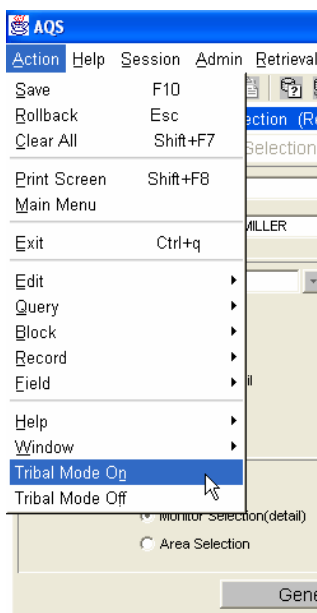 AQS
Action Help Session Admin Retrieval
Save F10
Rollback Esc
Clear All Shift+F7
Selection
Print Screen Shift+F8
Main Menu
MILLER
Exit Ctrl+q
Edit
Query
Block
Record
Field
Help
Window
Tribal Mode On
Tribal Mode Off
Monitor Selection(detail)
Area Selection